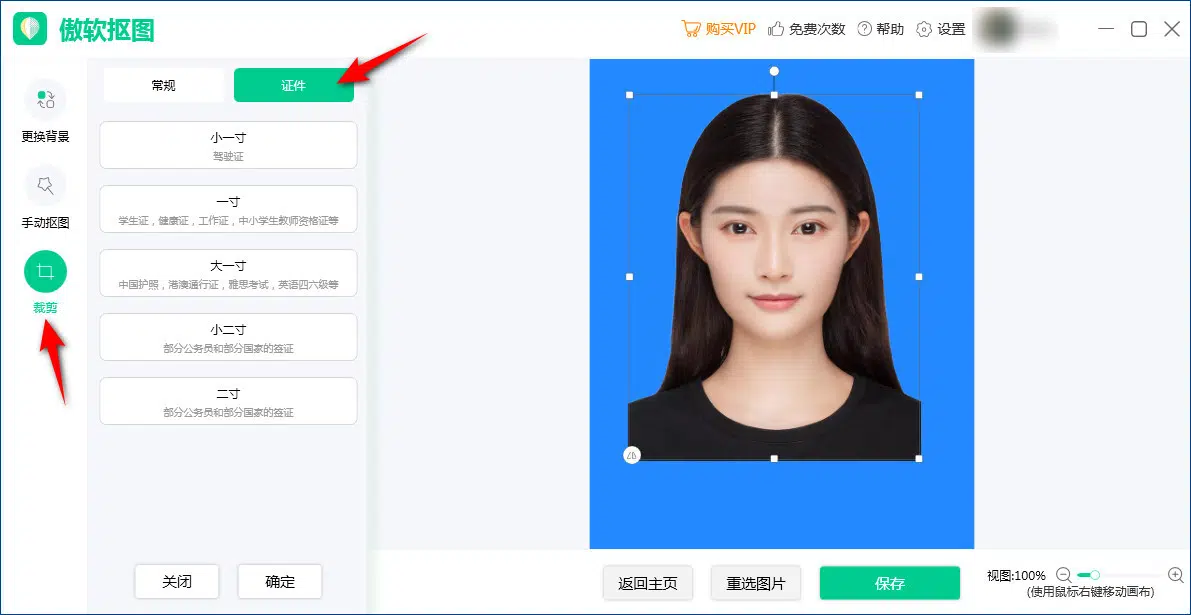 傲软抠图
购买VIP 免费次数 帮助 设置
更换背景
手动抠图
裁剪
常规 证件
小一寸
驾驶证
一寸
学生证，健康证，工作证，中小学生教师资格证等
大一寸
中国护照，港澳通行证，雅思考试，英语四六级等
小二寸
部分公务员和部分国家的签证
二寸
部分公务员和部分国家的签证
关闭 确定
返回主页 重选图片 保存
视图:100%
(使用鼠标右键移动画布)